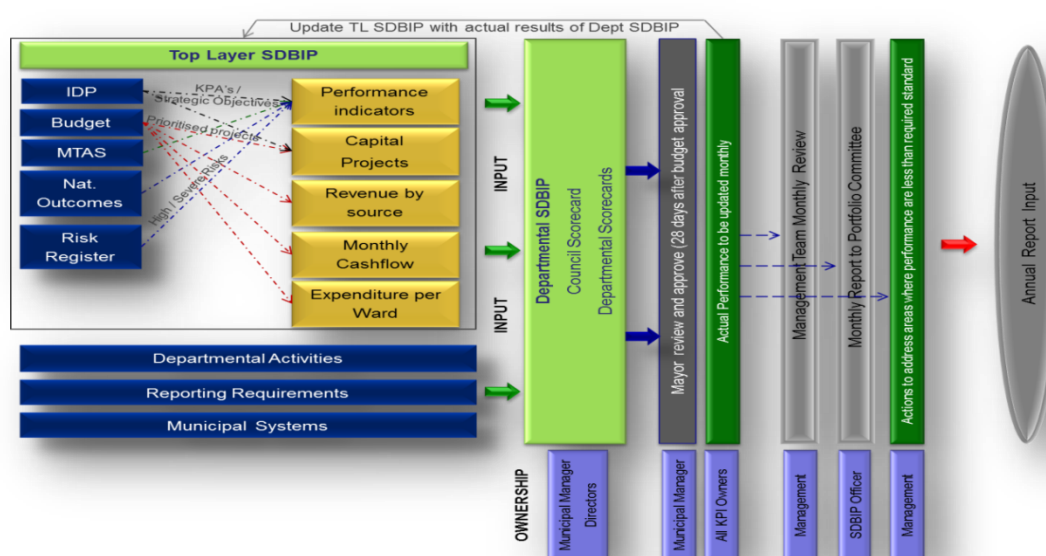 Update TL SDBIP with actual results of Dept SDBIP
Top Layer SDBIP
IDP
Budget
MTAS
Nat.
Outcomes
Risk
Register
KPA's /
Strategic Objectives
Prioritised projects
High / Severe Risks
Performance
indicators
Capital
Projects
Revenue by
source
Monthly
Cashflow
Expenditure per
Ward
Departmental Activities
Reporting Requirements
Municipal Systems
INPUT
INPUT
Departmental SDBIP
Council Scorecard
Departmental Scorecards
Mayor review and approve (28 days after budget approval
Actual Performance to be updated monthly
Management Team Monthly Review
Monthly Report to Portfolio Committee
Actions to address areas where performance are less than required standard
Annual Report Input
OWNERSHIP
Municipal Manager
Directors
Municipal Manager
All KPI Owners
Management
SDBIP Officer
Management